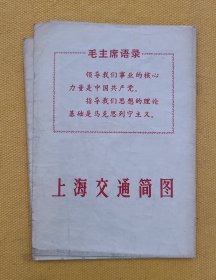 毛主席语录
领导我们事业的核心
力量是中国共产党。
指导我们思想的理论
基础是马克思列宁主义。
上海交通简图